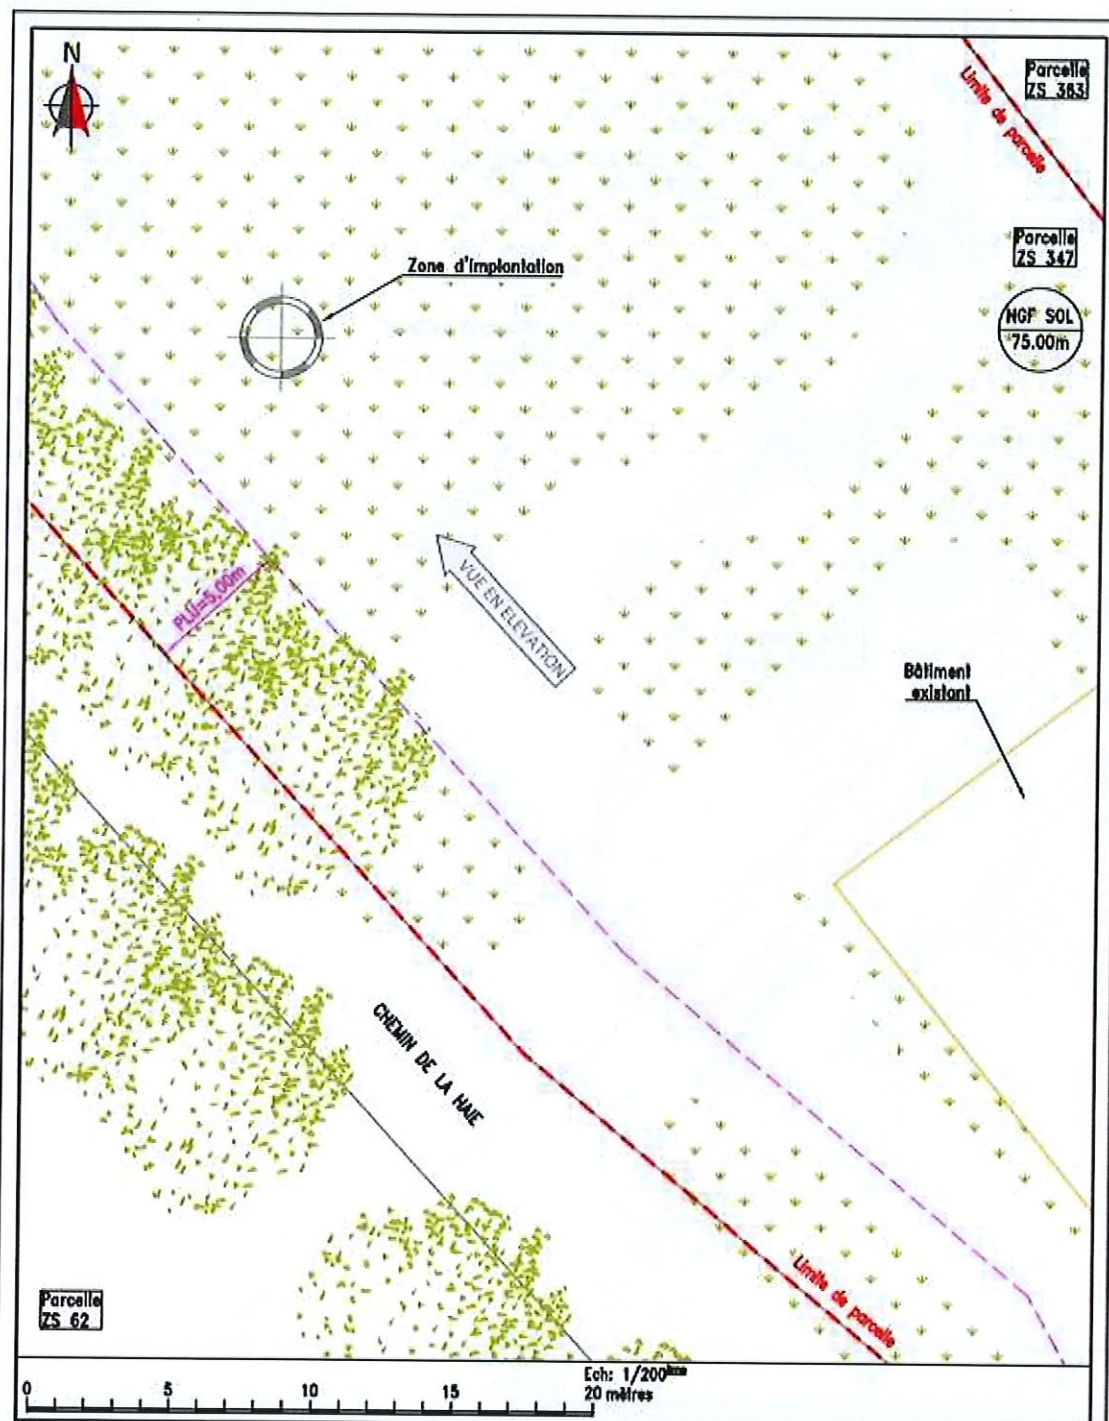 N
Limite de parcelle
Parcelle
ZS 383
Parcelle
ZS 347
Zone d'implantation
NGF SOL
75.00m
PLU=5,00m
VUE EN ELEVATION
Bâtiment
existant
CHEMIN DE LA HAIE
Limite de parcelle
Parcelle
ZS 62
Ech: 1/200ème
0 5 10 15 20 mètres